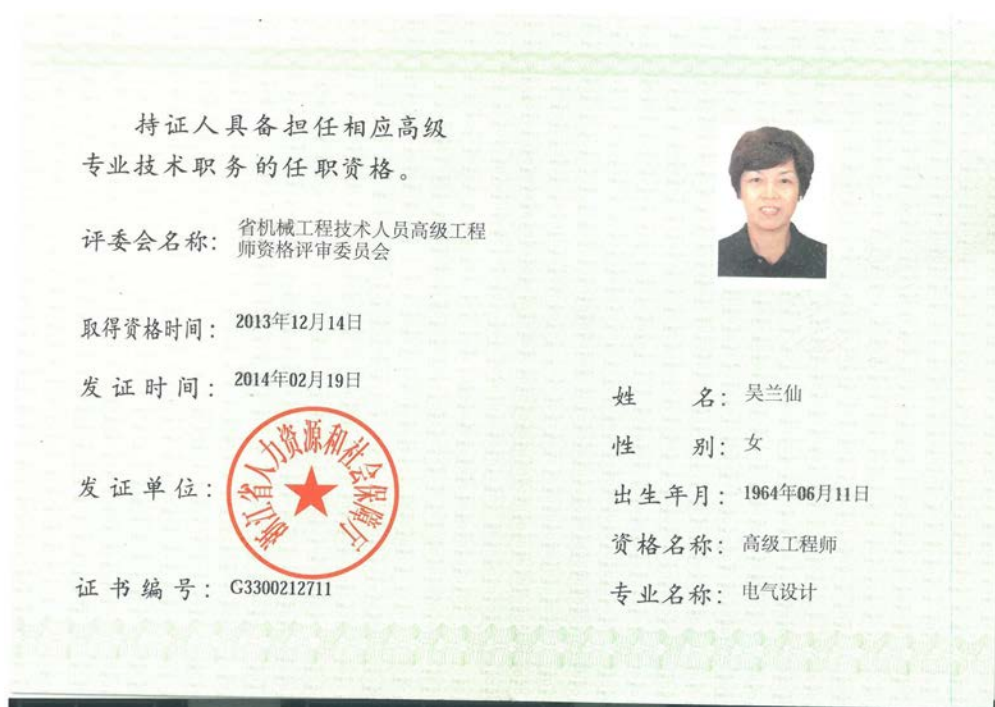 持证人具备担任相应高级
专业技术职务的任职资格。
评委会名称：省机械工程技术人员高级工程
师资格评审委员会
取得资格时间：2013年12月14日
发证时间：2014年02月19日
发证单位：
浙江省人力资源和社会保障厅
证书编号：G3300212711
姓名：吴兰仙
性别：女
出生年月：1964年06月11日
资格名称：高级工程师
专业名称：电气设计